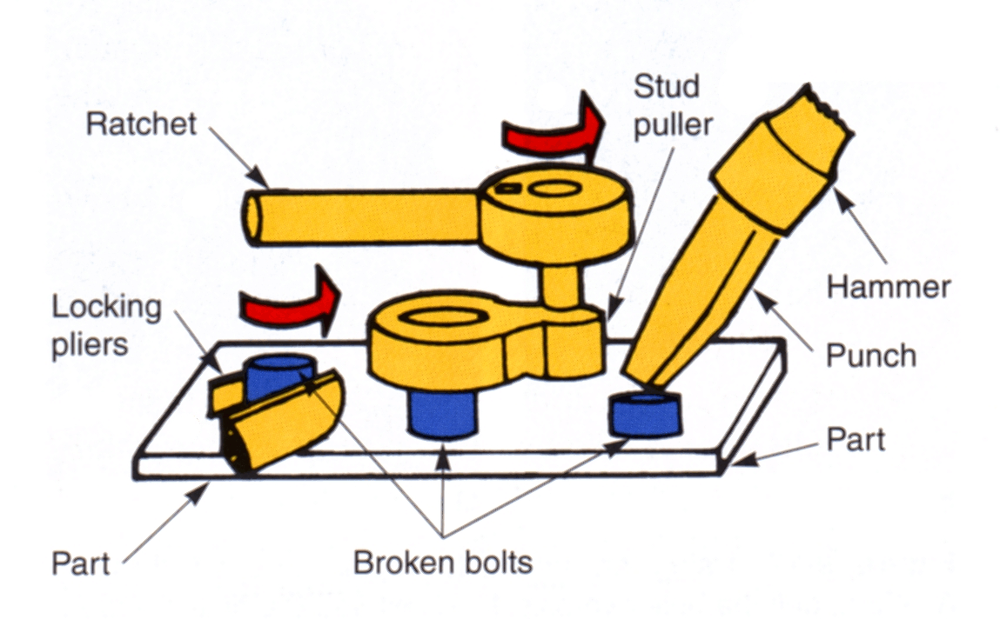 Stud
puller
Ratchet
Hammer
Locking
pliers
Punch
Part
Part
Broken bolts